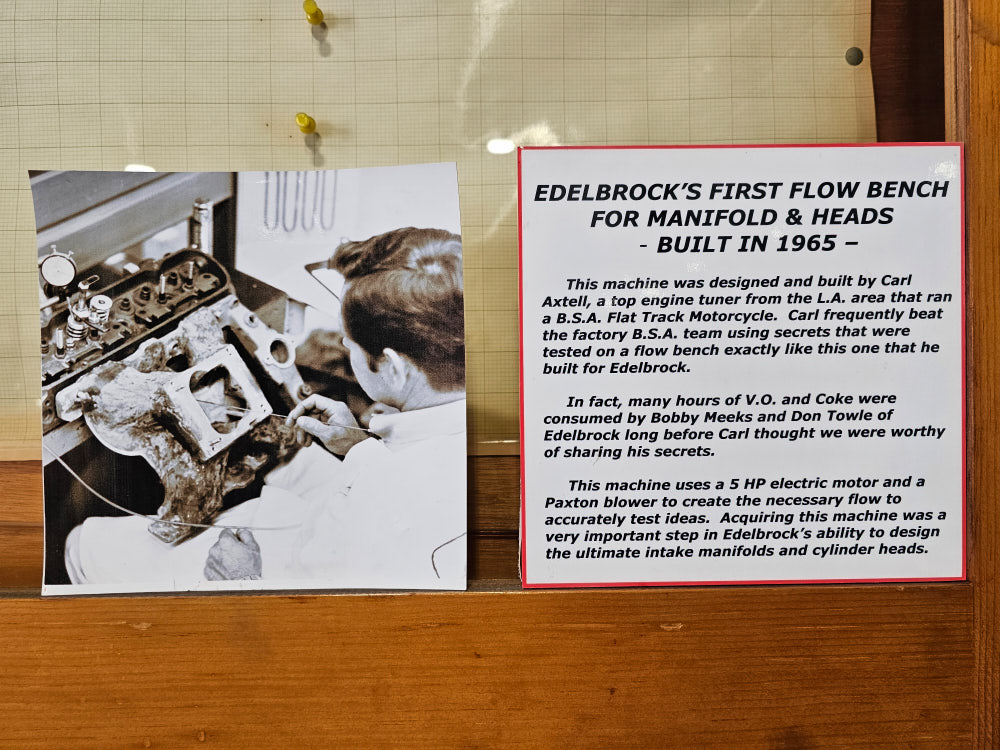 EDELBROCK'S FIRST FLOW BENCH
FOR MANIFOLD & HEADS
- BUILT IN 1965 –
This machine was designed and built by Carl
Axtell, a top engine tuner from the L.A. area that ran
a B.S.A. Flat Track Motorcycle.  Carl frequently beat
the factory B.S.A. team using secrets that were
tested on a flow bench exactly like this one that he
built for Edelbrock.
In fact, many hours of V.O. and Coke were
consumed by Bobby Meeks and Don Towle of
Edelbrock long before Carl thought we were worthy
of sharing his secrets.
This machine uses a 5 HP electric motor and a
Paxton blower to create the necessary flow to
accurately test ideas.  Acquiring this machine was a
very important step in Edelbrock's ability to design
the ultimate intake manifolds and cylinder heads.